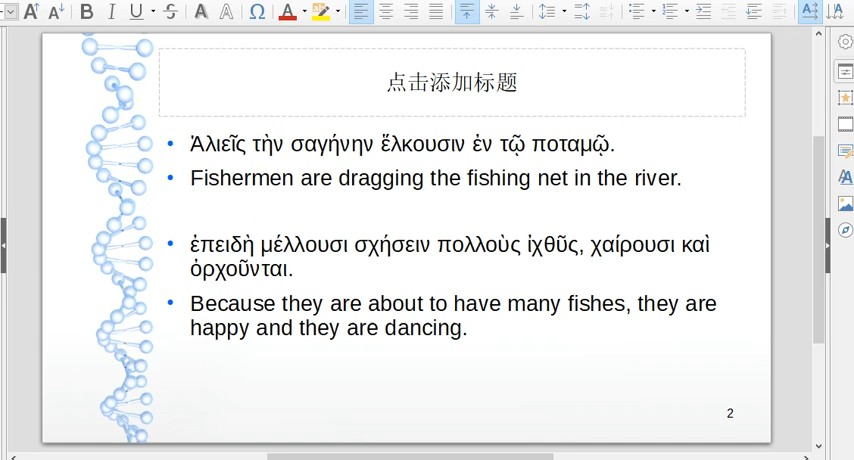 点击添加标题
Ἁλιεῖς τὴν σαγήνην ἕλκουσιν ἐν τῷ ποταμῷ.
Fishermen are dragging the fishing net in the river.
ἐπειδὴ μέλλουσι σχήσειν πολλοὺς ἰχθῦς, χαίρουσι καὶ
ὀρχοῦνται.
Because they are about to have many fishes, they are
happy and they are dancing.
2